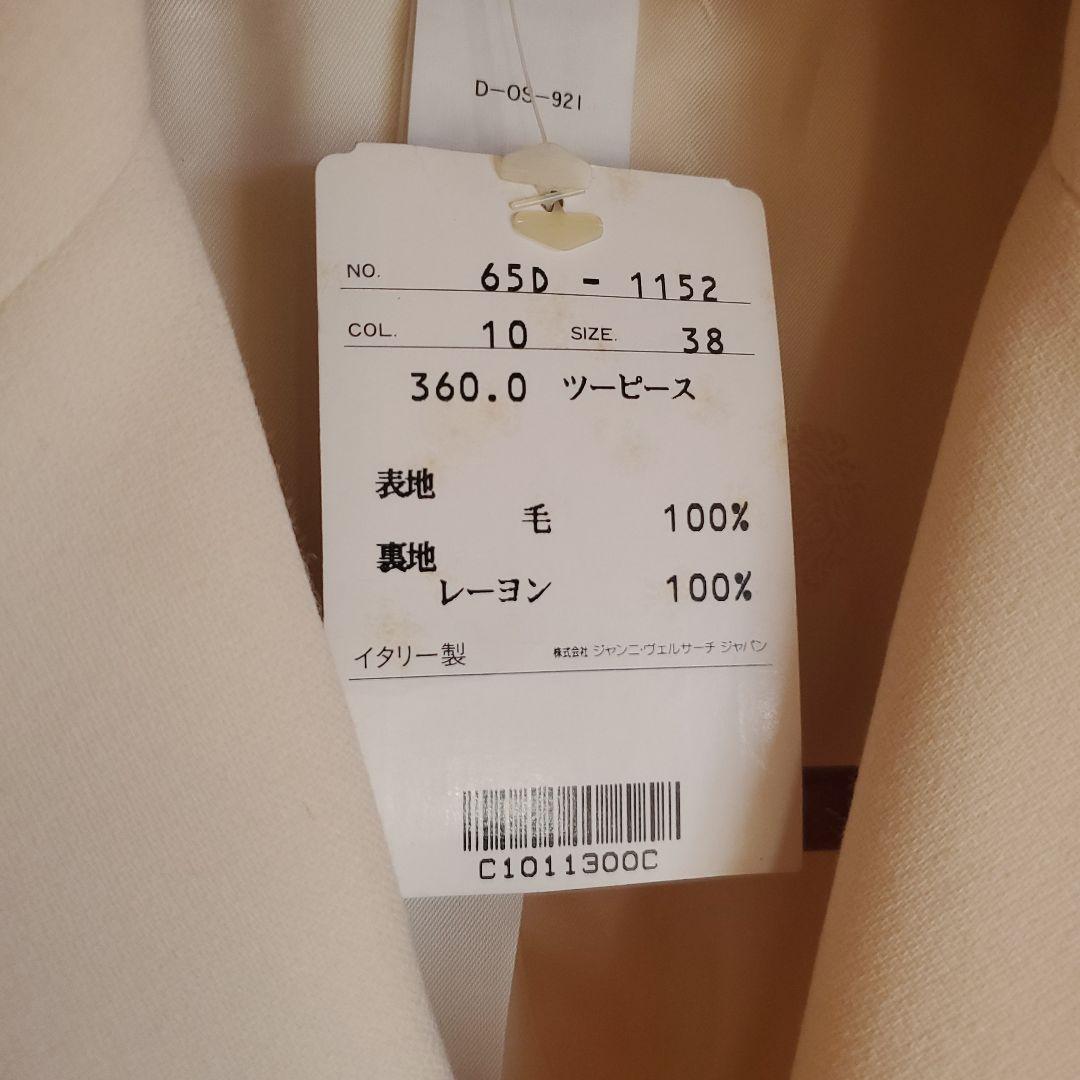 D-OS-921
NO. 65D - 1152
COL. 10 SIZE. 38
360.0 ツーピース
表地
毛 100%
裏地
レーヨン 100%
イタリー製 株式会社 ジャンニ・ヴェルサーチ ジャパン
C1011300C